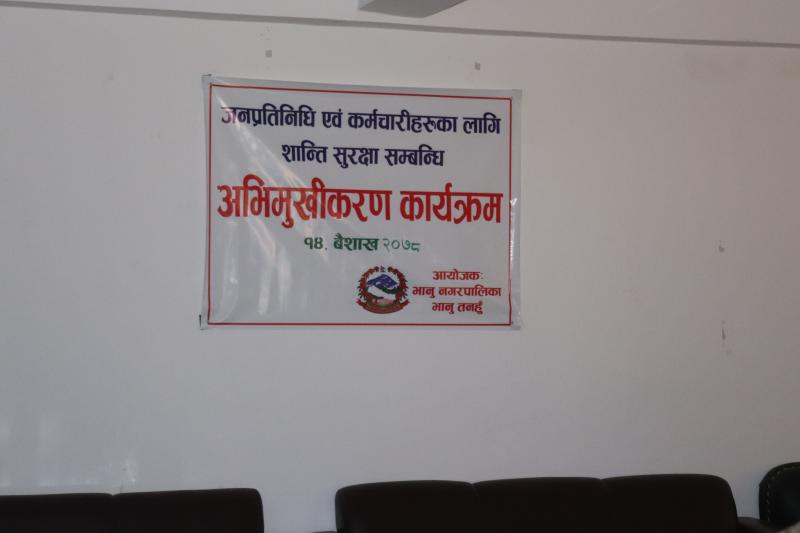 जनप्रतिनिधि एवं कर्मचारीहरुका लागि
शान्ति सुरक्षा सम्बन्धि
अभिमुखीकरण कार्यक्रम
१४. बैशाख २०७८
आयोजकः
भानु नगरपालिका
भानु तनहुँ